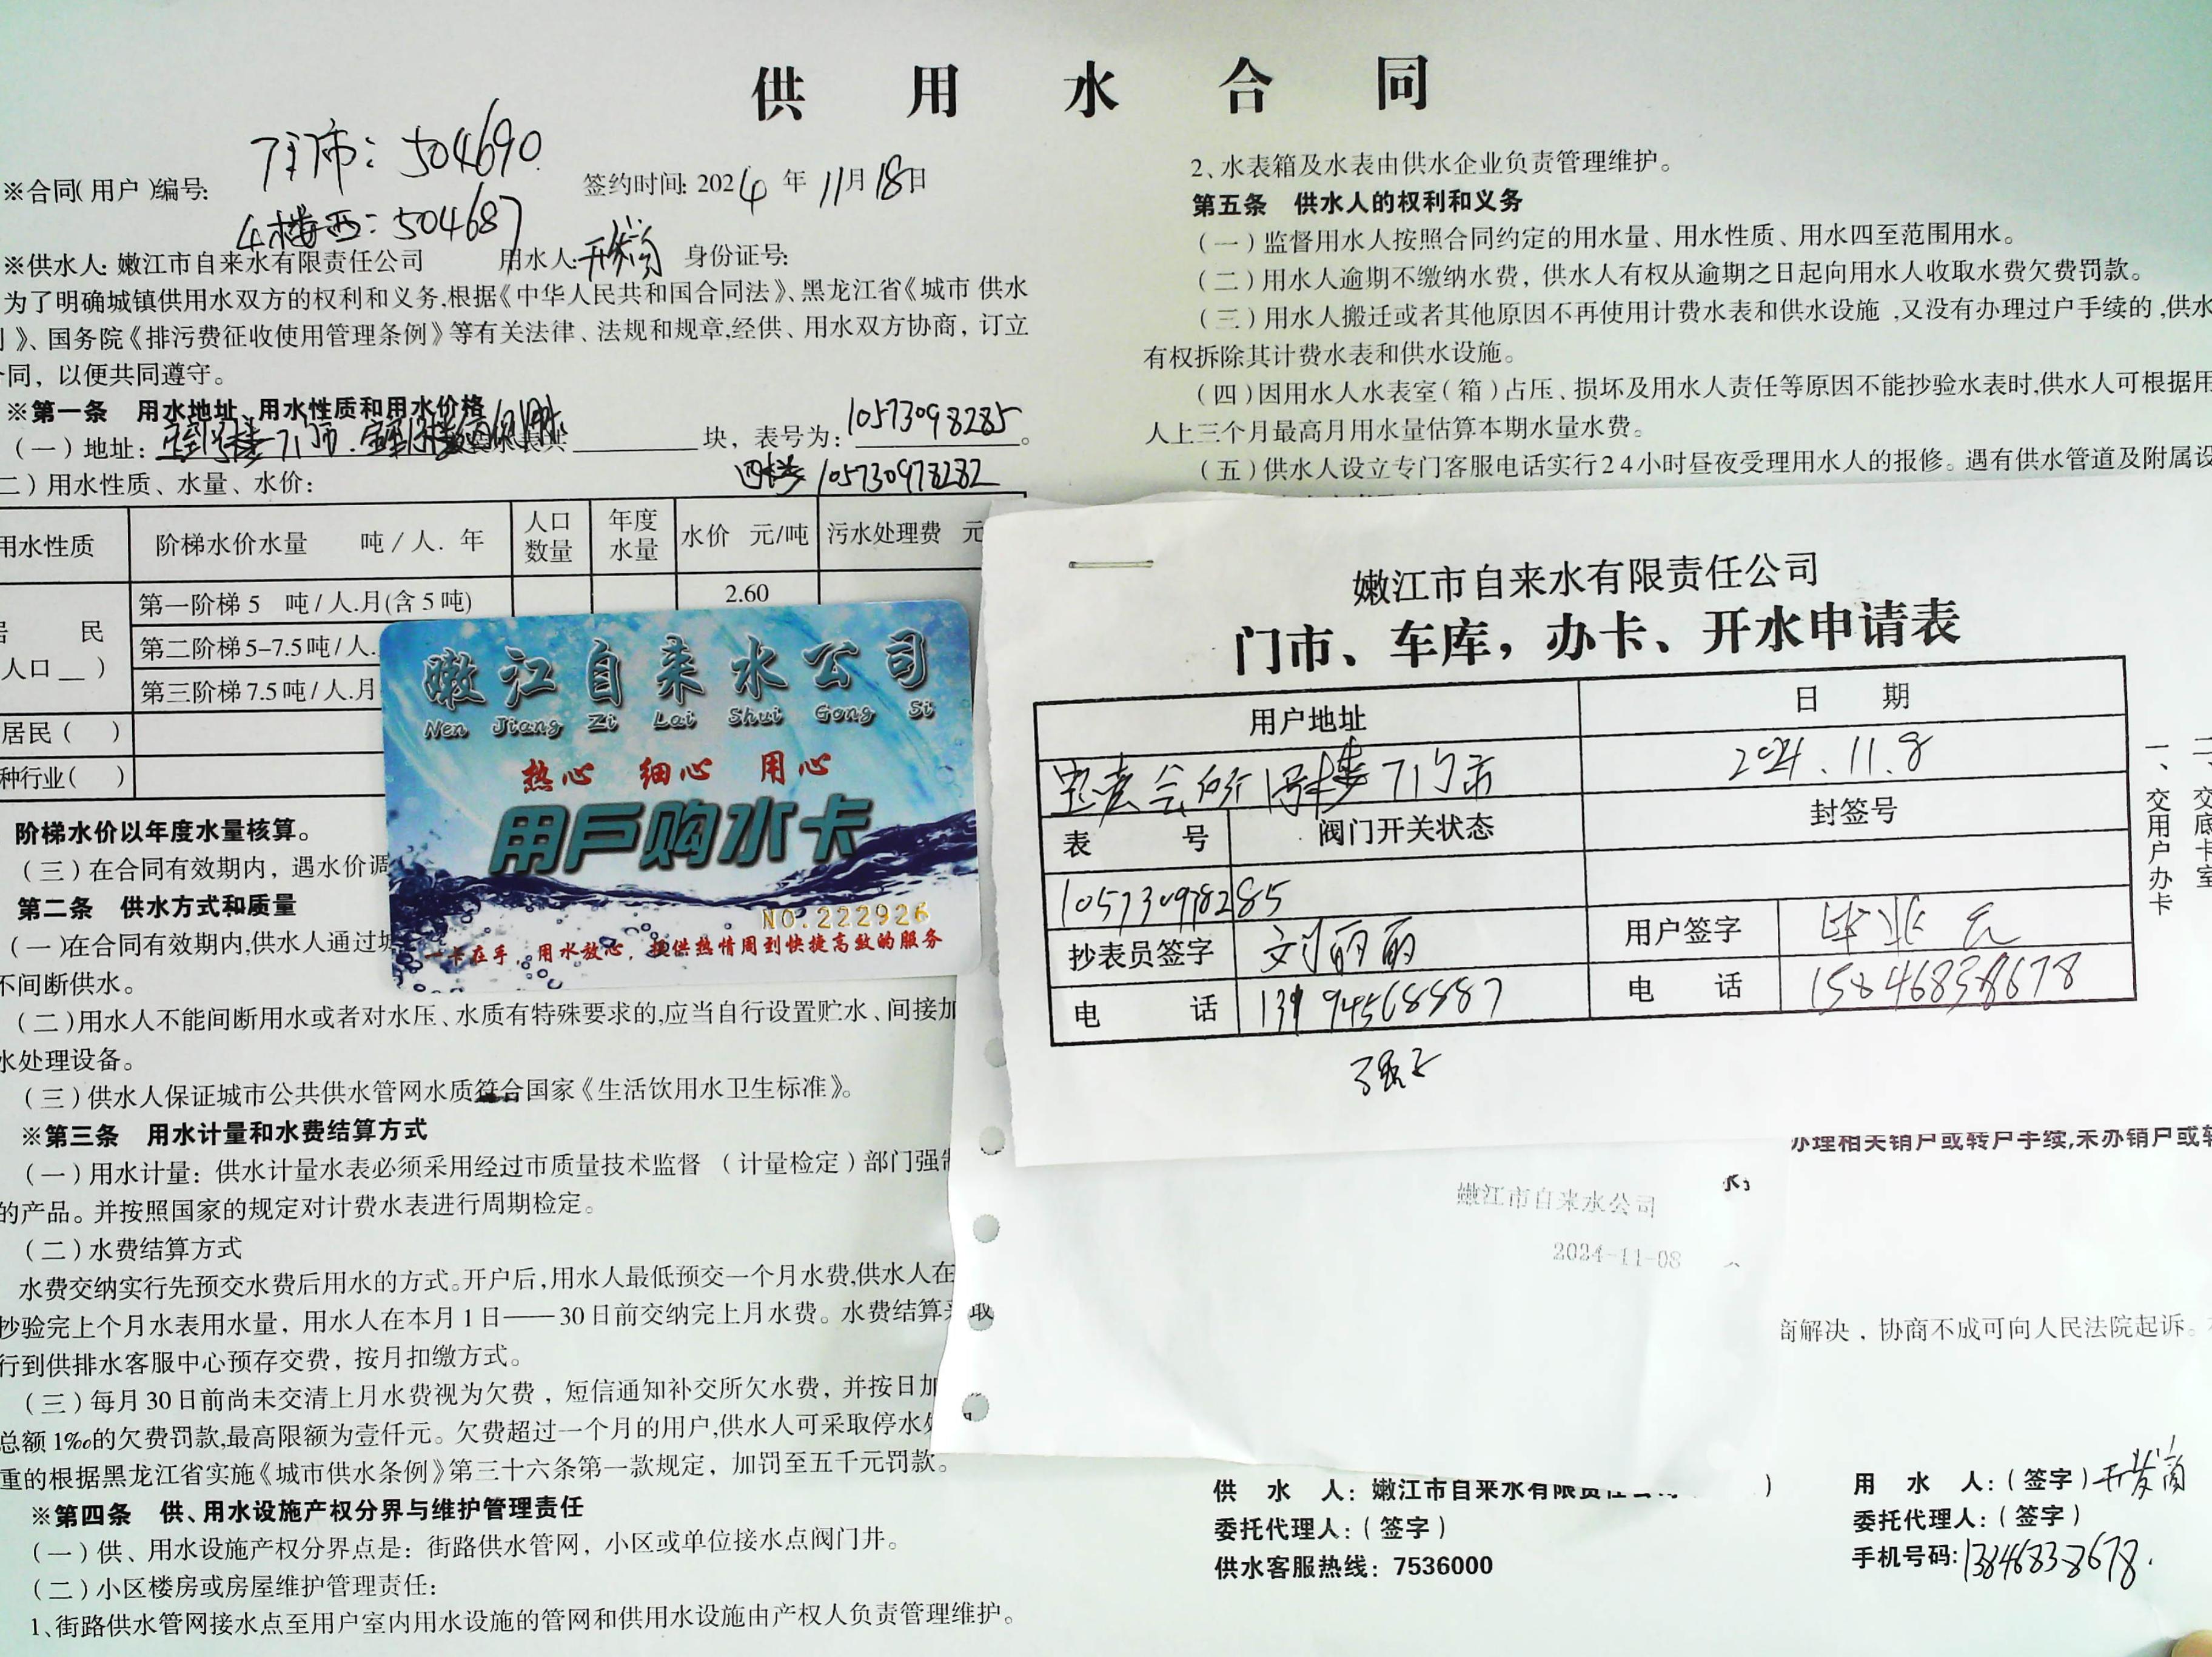 供用水合同
7门市：504690
※合同（用户）编号：
签约时间：2024年11月18日
4楼西：504687
※供水人：嫩江市自来水有限责任公司 用水人：开发商 身份证号：
为了明确城镇供用水双方的权利和义务,根据《中华人民共和国合同法》、黑龙江省《城市 供水
》、国务院《排污费征收使用管理条例》等有关法律、法规和规章,经供、用水双方协商，订立
同，以便共同遵守。
※第一条 用水地址、用水性质和用水价格
（一）地址： 块，表号为：10573098285。
四楼 105730978282
二）用水性质、水量、水价：
用水性质 阶梯水价水量 吨/人．年 人口数量 年度水量 水价 元/吨 污水处理费 元
民
人口__）
第一阶梯 5 吨/人.月(含 5 吨) 2.60
第二阶梯 5-7.5 吨/人.
第三阶梯 7.5 吨/人.月
居民（ ）
种行业（ ）
阶梯水价以年度水量核算。
（三）在合同有效期内，遇水价调
第二条 供水方式和质量
（一）在合同有效期内,供水人通过城
不间断供水。
（二）用水人不能间断用水或者对水压、水质有特殊要求的,应当自行设置贮水、间接加
水处理设备。
（三）供水人保证城市公共供水管网水质符合国家《生活饮用水卫生标准》。
※第三条 用水计量和水费结算方式
（一）用水计量：供水计量水表必须采用经过市质量技术监督 （计量检定）部门强制
的产品。并按照国家的规定对计费水表进行周期检定。
（二）水费结算方式
水费交纳实行先预交水费后用水的方式。开户后,用水人最低预交一个月水费,供水人在
抄验完上个月水表用水量，用水人在本月 1 日——30 日前交纳完上月水费。水费结算采取
行到供排水客服中心预存交费，按月扣缴方式。
（三）每月 30 日前尚未交清上月水费视为欠费，短信通知补交所欠水费，并按日加
总额 1‰的欠费罚款,最高限额为壹仟元。欠费超过一个月的用户,供水人可采取停水处
重的根据黑龙江省实施《城市供水条例》第三十六条第一款规定，加罚至五千元罚款。
※第四条 供、用水设施产权分界与维护管理责任
（一）供、用水设施产权分界点是：街路供水管网，小区或单位接水点阀门井。
（二）小区楼房或房屋维护管理责任：
1、街路供水管网接水点至用户室内用水设施的管网和供用水设施由产权人负责管理维护。
2、水表箱及水表由供水企业负责管理维护。
第五条 供水人的权利和义务
（一）监督用水人按照合同约定的用水量、用水性质、用水四至范围用水。
（二）用水人逾期不缴纳水费，供水人有权从逾期之日起向用水人收取水费欠费罚款。
（三）用水人搬迁或者其他原因不再使用计费水表和供水设施 ,又没有办理过户手续的 ,供水
有权拆除其计费水表和供水设施。
（四）因用水人水表室（箱）占压、损坏及用水人责任等原因不能抄验水表时,供水人可根据用
人上三个月最高月用水量估算本期水量水费。
（五）供水人设立专门客服电话实行24小时昼夜受理用水人的报修。遇有供水管道及附属设
嫩江自来水公司
Nen Jiang Zi Lai Shui Gong Si
热心 细心 用心
用戶购水卡
NO.222926
一卡在手，用水放心，提供热情周到快捷高效的服务
嫩江市自来水有限责任公司
门市、车库，办卡、开水申请表
用户地址 日 期
会所1号楼7门市 2024.11.8
表 号 阀门开关状态 封签号
105730978285
抄表员签字 刘丽丽 用户签字
电 话 13194568887 电 话 15846838678
一、交用户办卡
二、交底卡室
办理相关销户或转户手续,未办销户或转
嫩江市自来水公司
2024-11-08
商解决，协商不成可向人民法院起诉。
供 水 人：嫩江市自来水有限责任公司
委托代理人：（签字）
供水客服热线：7536000
用 水 人：（签字）开发商
委托代理人：（签字）
手机号码:13846838678.